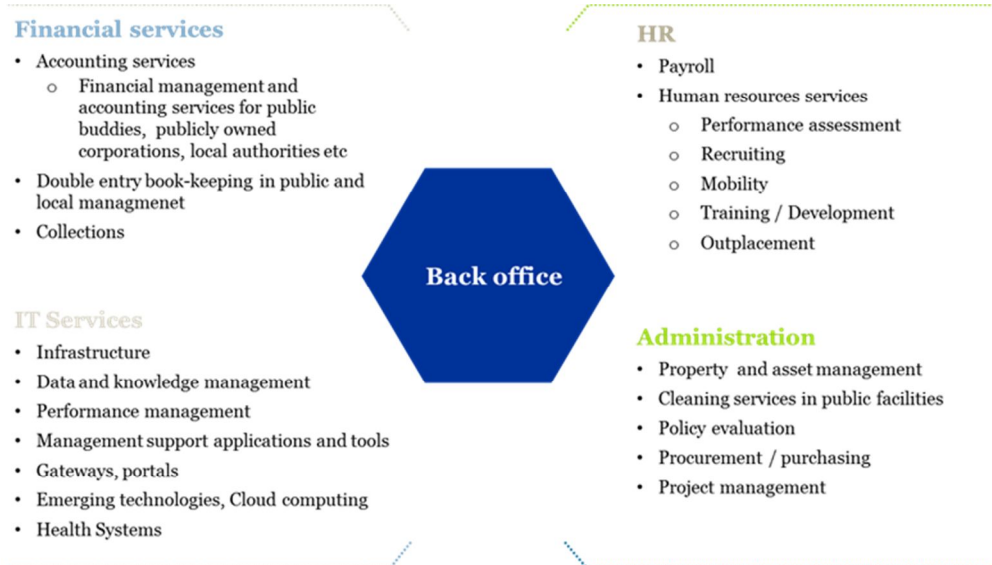 Financial services
• Accounting services
o Financial management and
accounting services for public
buddies, publicly owned
corporations, local authorities etc
• Double entry book-keeping in public and
local managmenet
• Collections
HR
• Payroll
• Human resources services
o Performance assessment
o Recruiting
o Mobility
o Training / Development
o Outplacement
Back office
IT Services
• Infrastructure
• Data and knowledge management
• Performance management
• Management support applications and tools
• Gateways, portals
• Emerging technologies, Cloud computing
• Health Systems
Administration
• Property and asset management
• Cleaning services in public facilities
• Policy evaluation
• Procurement / purchasing
• Project management